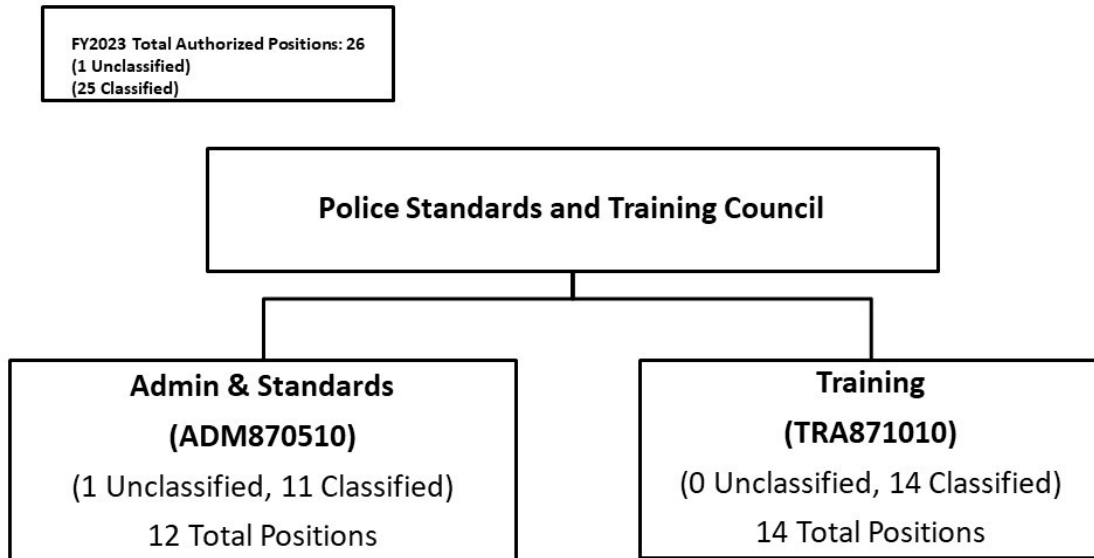 FY2023 Total Authorized Positions: 26
(1 Unclassified)
(25 Classified)
Police Standards and Training Council
Admin & Standards
(ADM870510)
(1 Unclassified, 11 Classified)
12 Total Positions
Training
(TRA871010)
(0 Unclassified, 14 Classified)
14 Total Positions